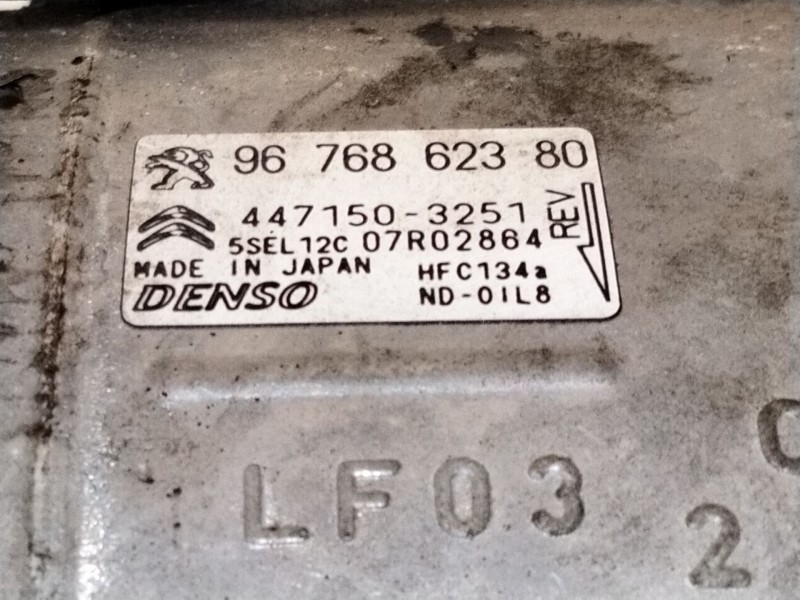 96 768 623 80
447150-3251
5SEL12C 07R02864
REV
MADE IN JAPAN HFC134a
DENSO ND-OIL8
LF03
2